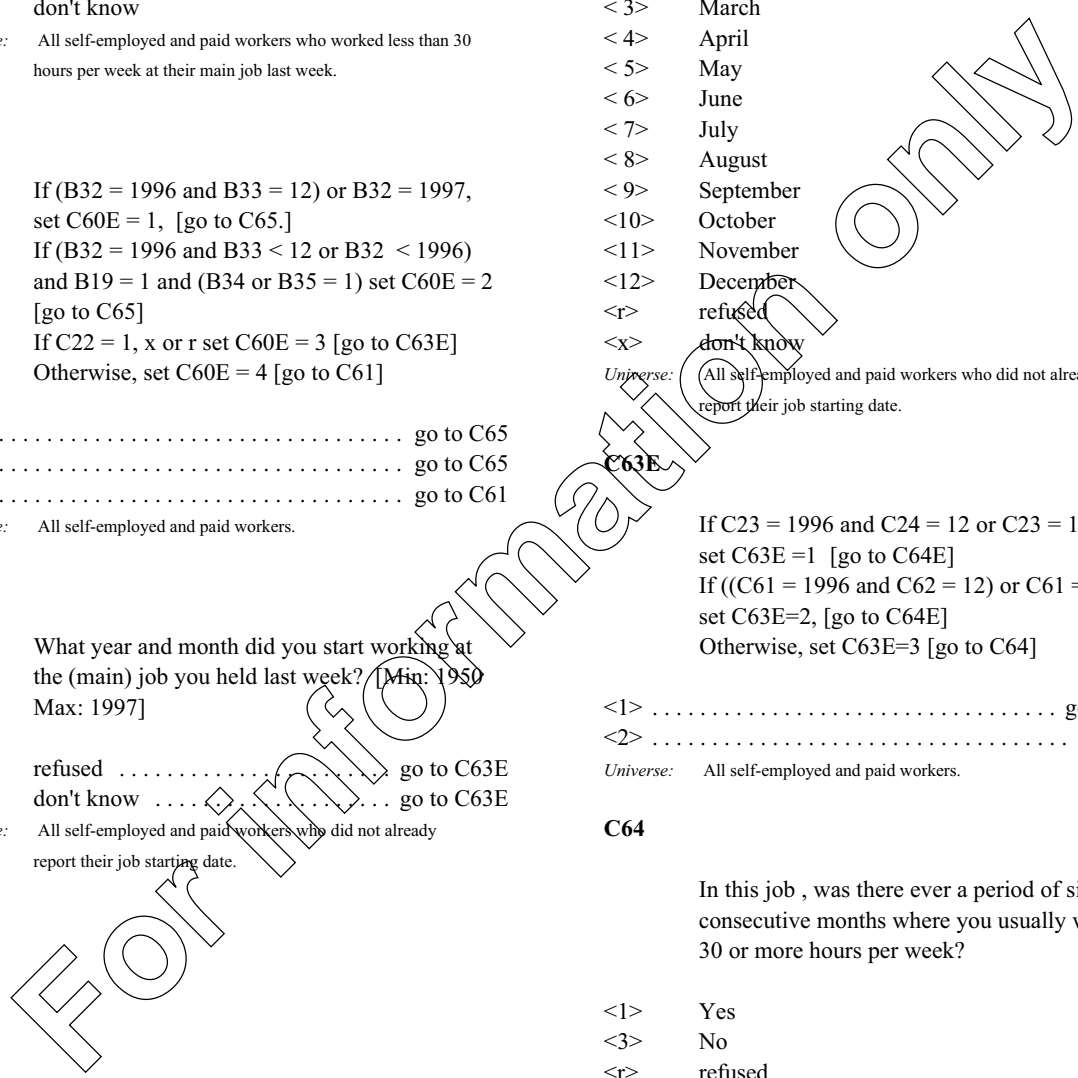 don't know
All self-employed and paid workers who worked less than 30
hours per week at their main job last week.
If (B32 = 1996 and B33 = 12) or B32 = 1997,
set C60E = 1, [go to C65.]
If (B32 = 1996 and B33 < 12 or B32 < 1996)
and B19 = 1 and (B34 or B35 = 1) set C60E = 2
[go to C65]
If C22 = 1, x or r set C60E = 3 [go to C63E]
Otherwise, set C60E = 4 [go to C61]
. . . . . . . . . . . . . . . . . . . . . . . . . . . . . . . . . . go to C65
. . . . . . . . . . . . . . . . . . . . . . . . . . . . . . . . . . go to C65
. . . . . . . . . . . . . . . . . . . . . . . . . . . . . . . . . . go to C61
All self-employed and paid workers.
What year and month did you start working at
the (main) job you held last week? [Min: 1950
Max: 1997]
refused . . . . . . . . . . . . . . . . . . . . . . . go to C63E
don't know . . . . . . . . . . . . . . . . . . . . go to C63E
All self-employed and paid workers who did not already
report their job starting date.
< 3> March
< 4> April
< 5> May
< 6> June
< 7> July
< 8> August
< 9> September
<10> October
<11> November
<12> December
<r> refused
<x> don't know
Universe: All self-employed and paid workers who did not
report their job starting date.
C63E
If C23 = 1996 and C24 = 12 or C23 =
set C63E =1 [go to C64E]
If ((C61 = 1996 and C62 = 12) or C61 =
set C63E=2, [go to C64E]
Otherwise, set C63E=3 [go to C64]
<1> . . . . . . . . . . . . . . . . . . . . . . . . . . . . . . . . . .
<2> . . . . . . . . . . . . . . . . . . . . . . . . . . . . . . . . . . .
Universe: All self-employed and paid workers.
C64
In this job , was there ever a period of
consecutive months where you usually
30 or more hours per week?
<1> Yes
<3> No
<r> refused
For information only